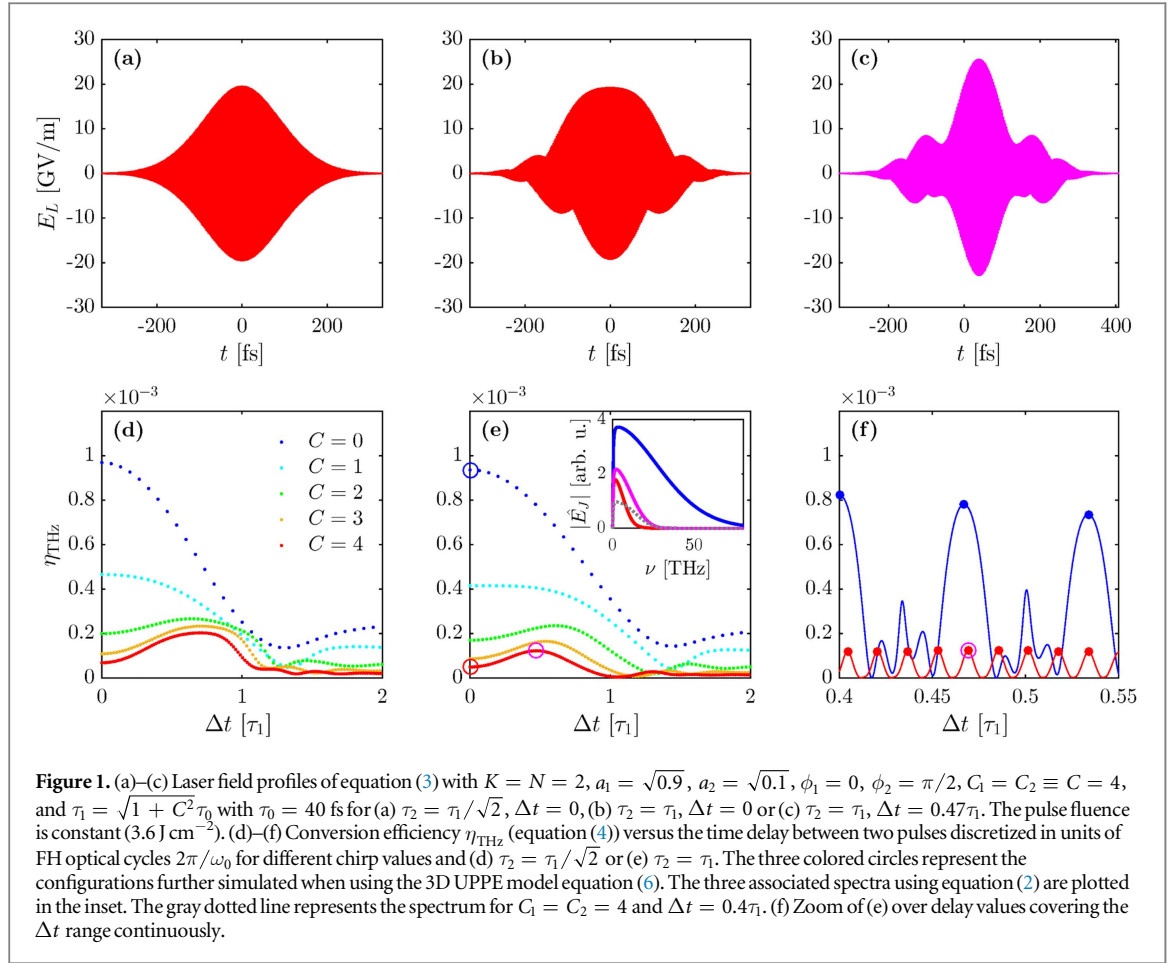 (a)
(b)
(c)
30
20
10
0
-10
-20
-30
E_L [GV/m]
-200
0
200
t [fs]
30
20
10
0
-10
-20
-30
-200
0
200
t [fs]
30
20
10
0
-10
-20
-30
-200
0
200
400
t [fs]
×10⁻³
(d)
1
0.8
0.6
0.4
0.2
0
η_THz
C = 0
C = 1
C = 2
C = 3
C = 4
0
1
2
Δt [τ₁]
×10⁻³
(e)
1
0.8
0.6
0.4
0.2
0
|Ê_J| [arb. u.]
4
2
0
0
50
ν [THz]
0
1
2
Δt [τ₁]
×10⁻³
(f)
1
0.8
0.6
0.4
0.2
0
0.4
0.45
0.5
0.55
Δt [τ₁]
Figure 1. (a)–(c) Laser field profiles of equation (3) with K = N = 2, a₁ = √0.9, a₂ = √0.1, ϕ₁ = 0, ϕ₂ = π/2, C₁ = C₂ ≡ C = 4,
and τ₁ = √(1 + C²)τ₀ with τ₀ = 40 fs for (a) τ₂ = τ₁/√2, Δt = 0, (b) τ₂ = τ₁, Δt = 0 or (c) τ₂ = τ₁, Δt = 0.47τ₁. The pulse fluence
is constant (3.6 J cm⁻²). (d)–(f) Conversion efficiency η_THz (equation (4)) versus the time delay between two pulses discretized in units of
FH optical cycles 2π/ω₀ for different chirp values and (d) τ₂ = τ₁/√2 or (e) τ₂ = τ₁. The three colored circles represent the
configurations further simulated when using the 3D UPPE model equation (6). The three associated spectra using equation (2) are plotted
in the inset. The gray dotted line represents the spectrum for C₁ = C₂ = 4 and Δt = 0.4τ₁. (f) Zoom of (e) over delay values covering the
Δt range continuously.